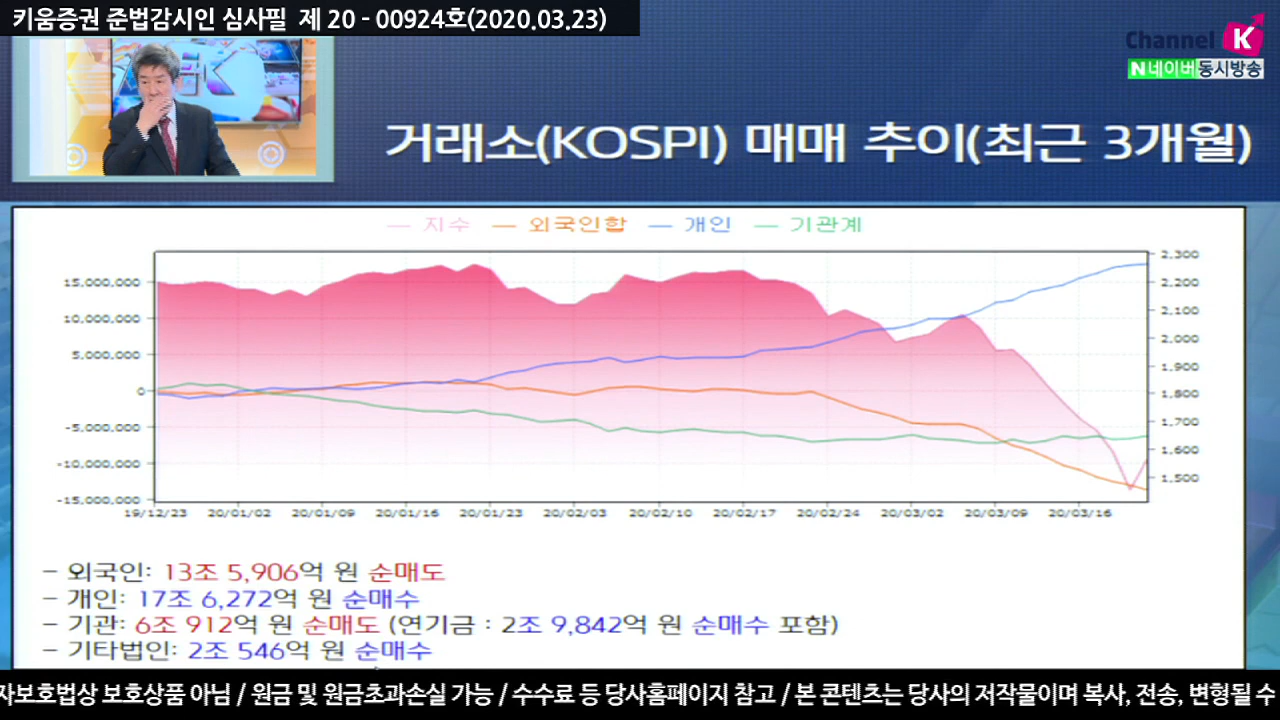 키움증권 준법감시인 심사필 제 20 - 00924호(2020.03.23)
Channel K
N네이버동시방송
거래소(KOSPI) 매매 추이(최근 3개월)
지수 외국인합 개인 기관계
2,300
15,000,000 2,200
10,000,000 2,100
2,000
5,000,000 1,900
0 1,800
-5,000,000 1,700
1,600
-10,000,000 1,500
-15,000,000
19/12/23 20/01/02 20/01/09 20/01/16 20/01/23 20/02/03 20/02/10 20/02/17 20/02/24 20/03/02 20/03/09 20/03/16
- 외국인: 13조 5,906억 원 순매도
- 개인: 17조 6,272억 원 순매수
- 기관: 6조 912억 원 순매도 (연기금 : 2조 9,842억 원 순매수 포함)
- 기타법인: 2조 546억 원 순매수
자보호법상 보호상품 아님 / 원금 및 원금초과손실 가능 / 수수료 등 당사홈페이지 참고 / 본 콘텐츠는 당사의 저작물이며 복사, 전송, 변형될 수